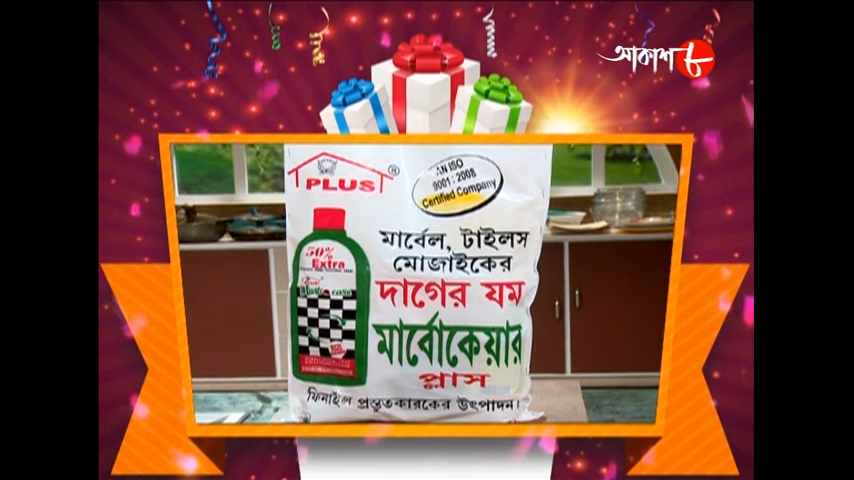 আকাশ ৮
PLUS ®
AN ISO
9001 : 2008
Certified Company
50%
Extra
মার্বেল, টাইলস
মোজাইকের
দাগের যম
মার্বোকেয়ার
প্লাস
ফিনাইল প্রস্তুতকারকের উৎপাদন।